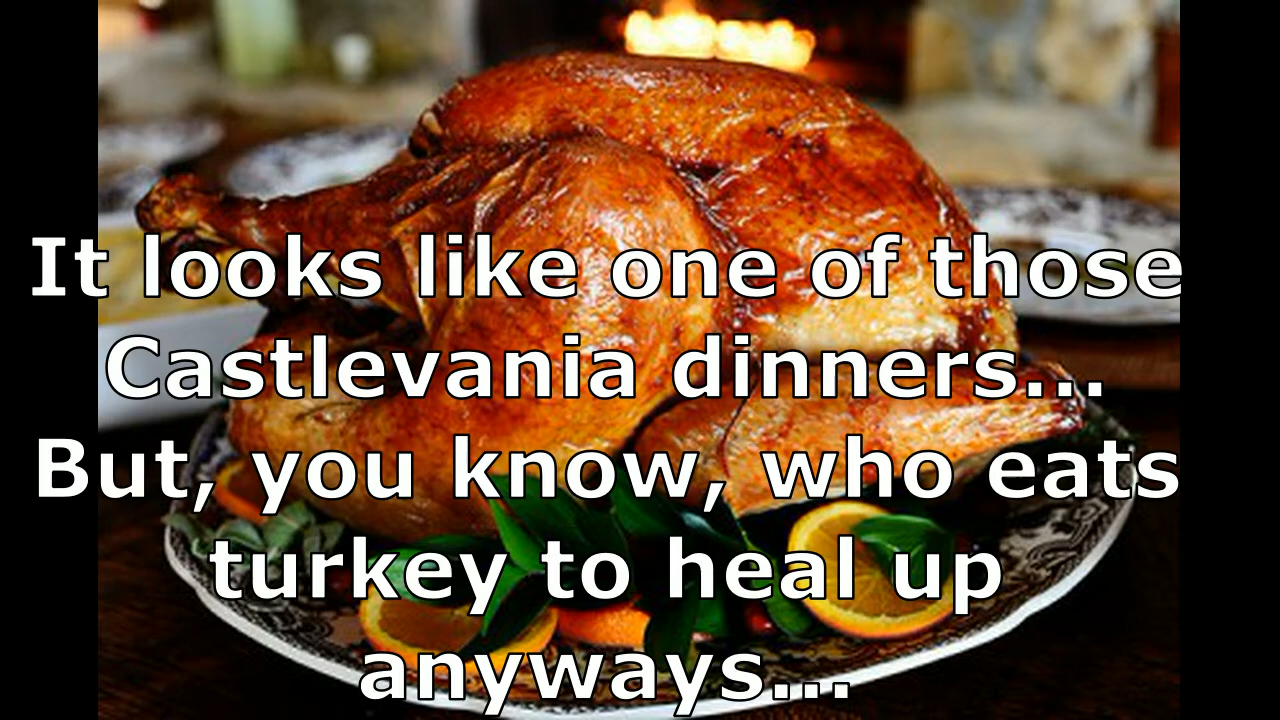 It looks like one of those
Castlevania dinners...
But, you know, who eats
turkey to heal up
anyways...